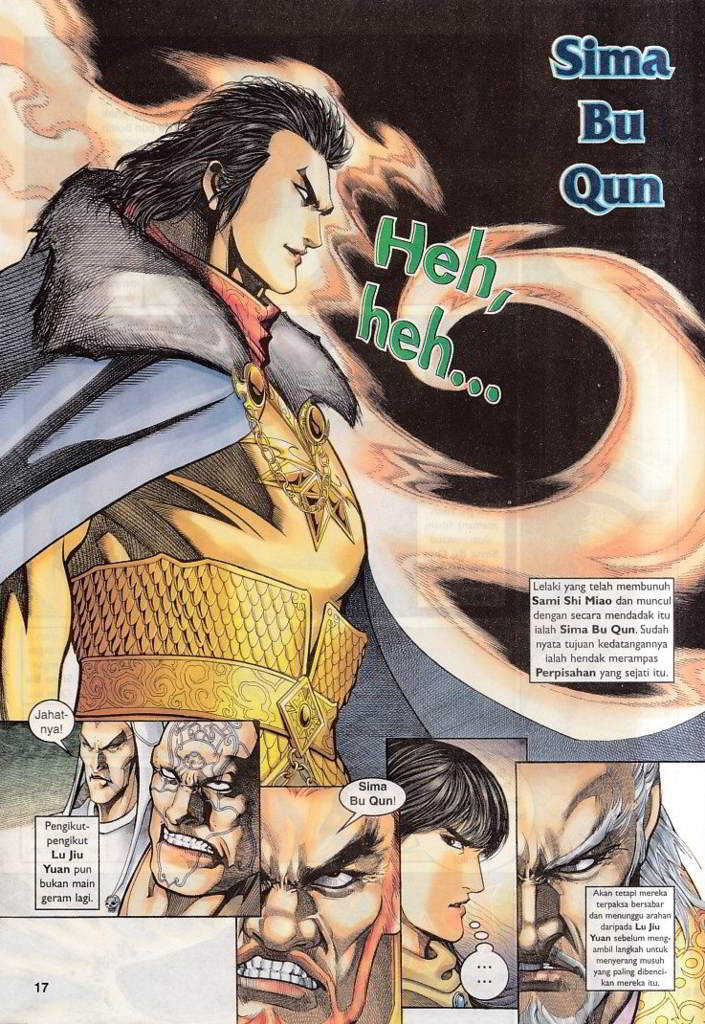 Sima
Bu
Qun
Heh,
heh...
Lelaki yang telah membunuh
Sami Shi Miao dan muncul
dengan secara mendadak itu
ialah Sima Bu Qun. Sudah
nyata tujuan kedatangannya
ialah hendak merampas
Perpisahan yang sejati itu.
Jahat-
nya!
Pengikut-
pengikut
Lu Jiu
Yuan pun
bukan main
geram lagi.
Sima
Bu Qun!
...
...
Akan tetapi mereka
terpaksa bersabar
dan menunggu arahan
daripada Lu Jiu
Yuan sebelum meng-
ambil langkah untuk
menyerang musuh
yang paling dibenci-
kan mereka itu.
17